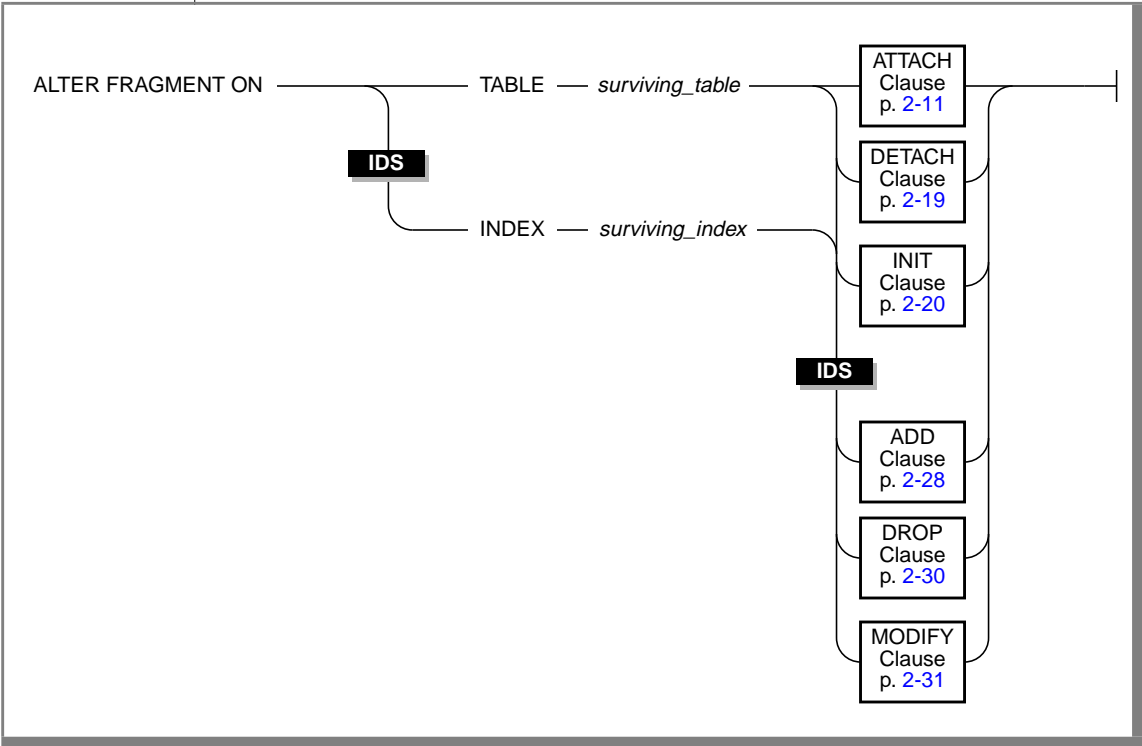 ALTER FRAGMENT ON TABLE surviving_table
ATTACH
Clause
p. 2-11
IDS
DETACH
Clause
p. 2-19
INDEX surviving_index
INIT
Clause
p. 2-20
IDS
ADD
Clause
p. 2-28
DROP
Clause
p. 2-30
MODIFY
Clause
p. 2-31